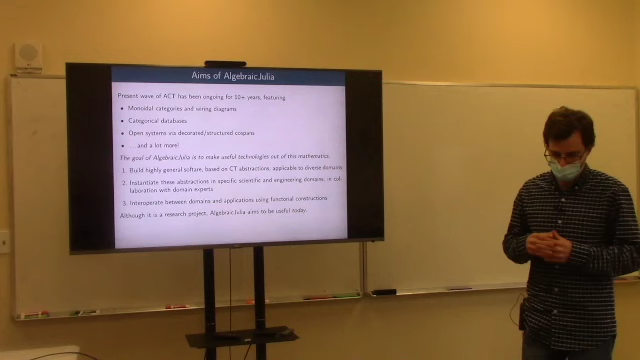 Aims of AlgebraicJulia
Present wave of ACT has been ongoing for 10+ years, featuring
• Monoidal categories and wiring diagrams
• Categorical databases
• Open systems via decorated/structured cospans
• ...and a lot more!
The goal of AlgebraicJulia is to make useful technologies out of this mathematics.
1. Build highly general softare, based on CT abstractions, applicable to diverse domains
2. Instantiate these abstractions in specific scientific and engineering domains, in col-
laboration with domain experts
3. Interoperate between domains and applications using functorial constructions.
Although it is a research project, AlgebraicJulia aims to be useful today.